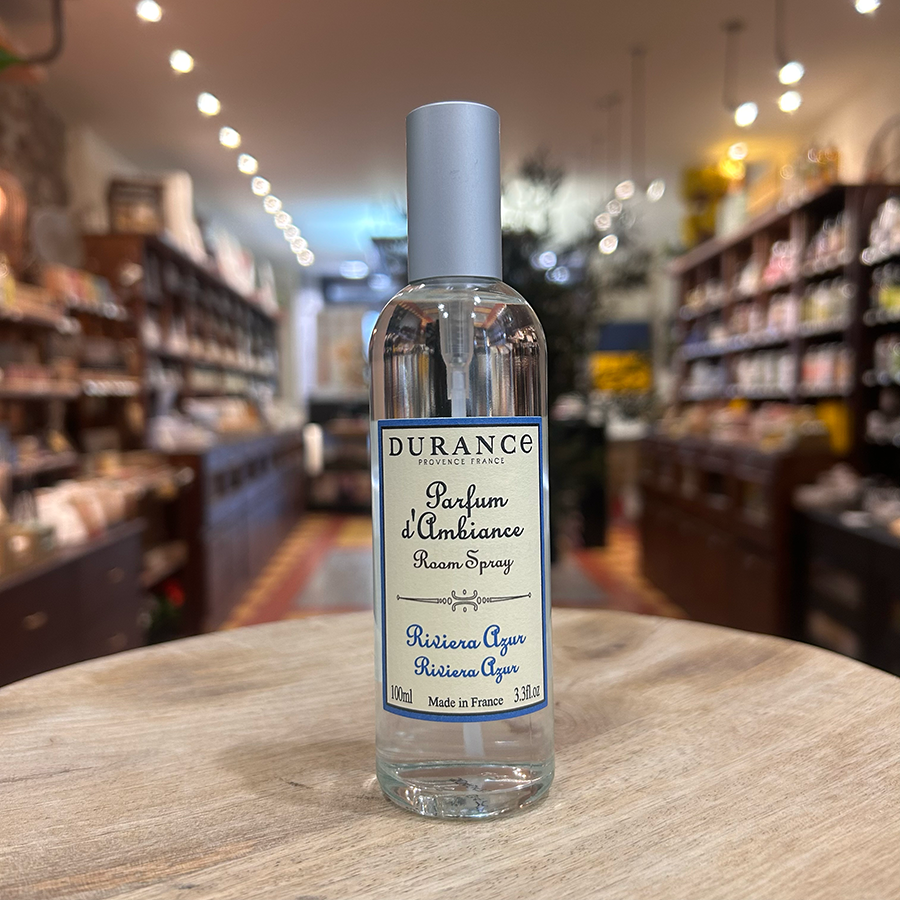 DURANCE
PROVENCE FRANCE
Parfum
d'Ambiance
Room Spray
Riviera Azur
Riviera Azur
100ml Made in France 3.3fl.oz